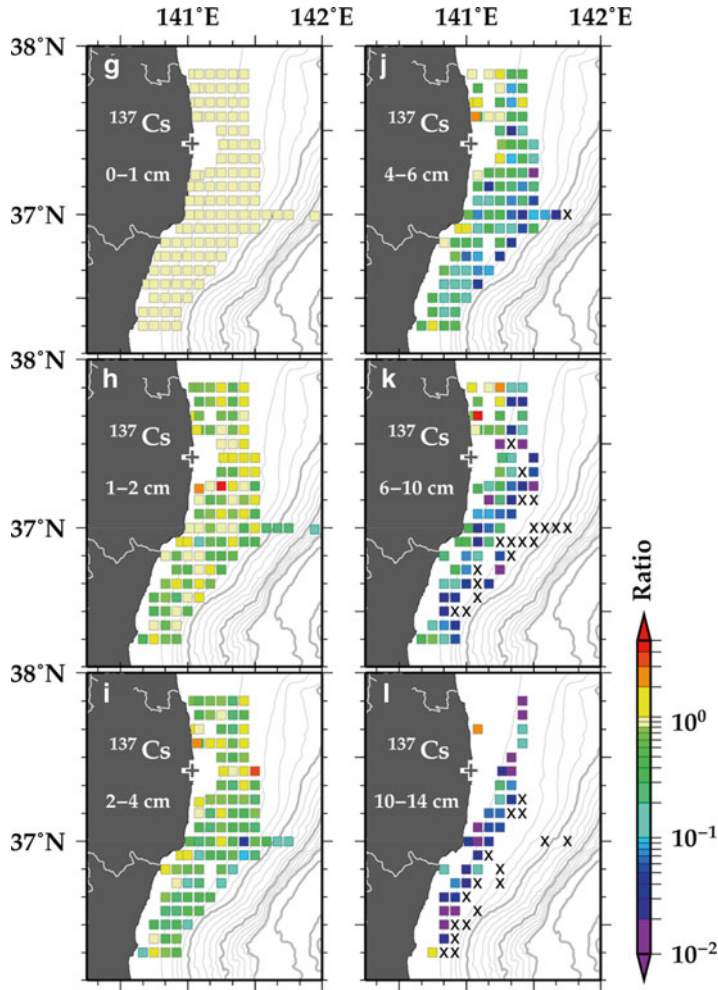 141°E 142°E 141°E 142°E
38°N
g
¹³⁷Cs
0–1 cm
37°N
j
¹³⁷Cs
4–6 cm
X
38°N
h
¹³⁷Cs
1–2 cm
37°N
k
¹³⁷Cs
6–10 cm
X
X
X
X
X X X X
X X X X
X
X
X
X
X X
38°N
i
¹³⁷Cs
2–4 cm
37°N
l
¹³⁷Cs
10–14 cm
X
X X
X X
X
X
X X
X
X
X
X X
Ratio
10⁰
10⁻¹
10⁻²